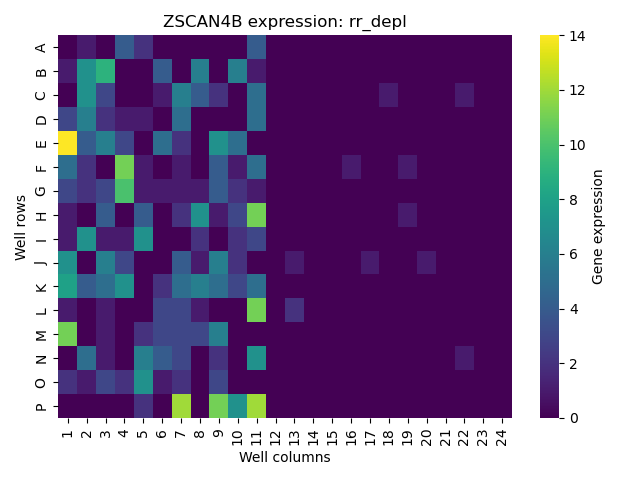 ZSCAN4B expression: rr_depl
Well rows
A
B
C
D
E
F
G
H
I
J
K
L
M
N
O
P
1 2 3 4 5 6 7 8 9 10 11 12 13 14 15 16 17 18 19 20 21 22 23 24
Well columns
14
12
10
8
6
4
2
0
Gene expression